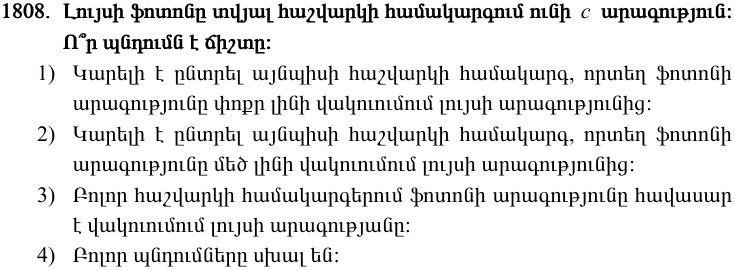 1808. Լույսի ֆոտոնը տվյալ հաշվարկի համակարգում ունի c արագություն։
Ո՞ր պնդումն է ճիշտը։
1) Կարելի է ընտրել այնպիսի հաշվարկի համակարգ, որտեղ ֆոտոնի
արագությունը փոքր լինի վակուումում լույսի արագությունից։
2) Կարելի է ընտրել այնպիսի հաշվարկի համակարգ, որտեղ ֆոտոնի
արագությունը մեծ լինի վակուումում լույսի արագությունից։
3) Բոլոր հաշվարկի համակարգերում ֆոտոնի արագությունը հավասար
է վակուումում լույսի արագությանը։
4) Բոլոր պնդումները սխալ են։